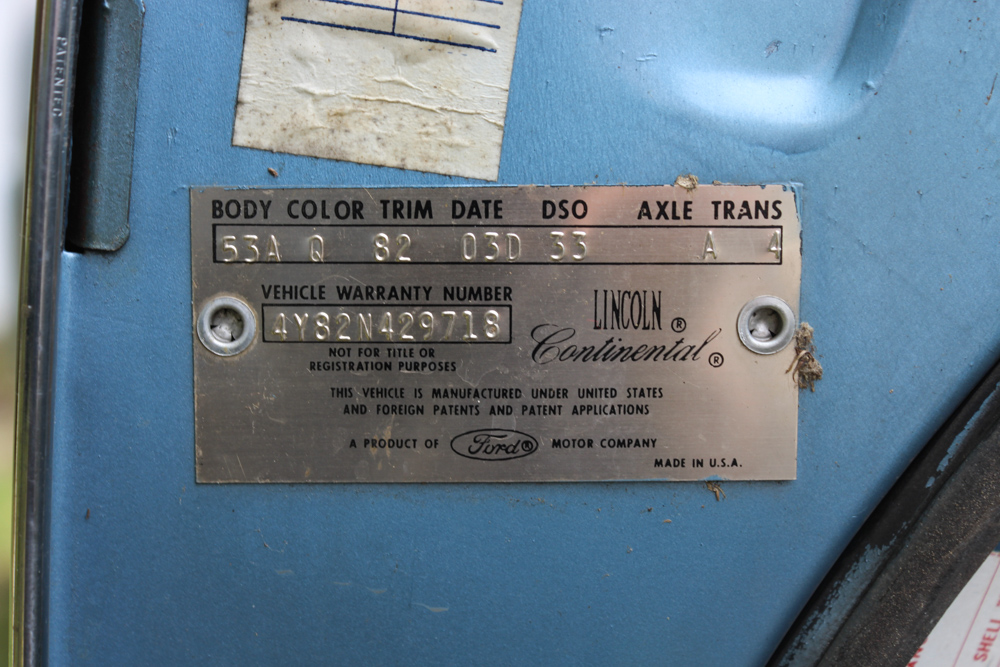 PATENTED
BODY COLOR TRIM DATE DSO AXLE TRANS
53A Q 82 03D 33 A 4
VEHICLE WARRANTY NUMBER
4Y82N429718
NOT FOR TITLE OR
REGISTRATION PURPOSES
LINCOLN ®
Continental ®
THIS VEHICLE IS MANUFACTURED UNDER UNITED STATES
AND FOREIGN PATENTS AND PATENT APPLICATIONS
A PRODUCT OF Ford ® MOTOR COMPANY
MADE IN U.S.A.
SHELL